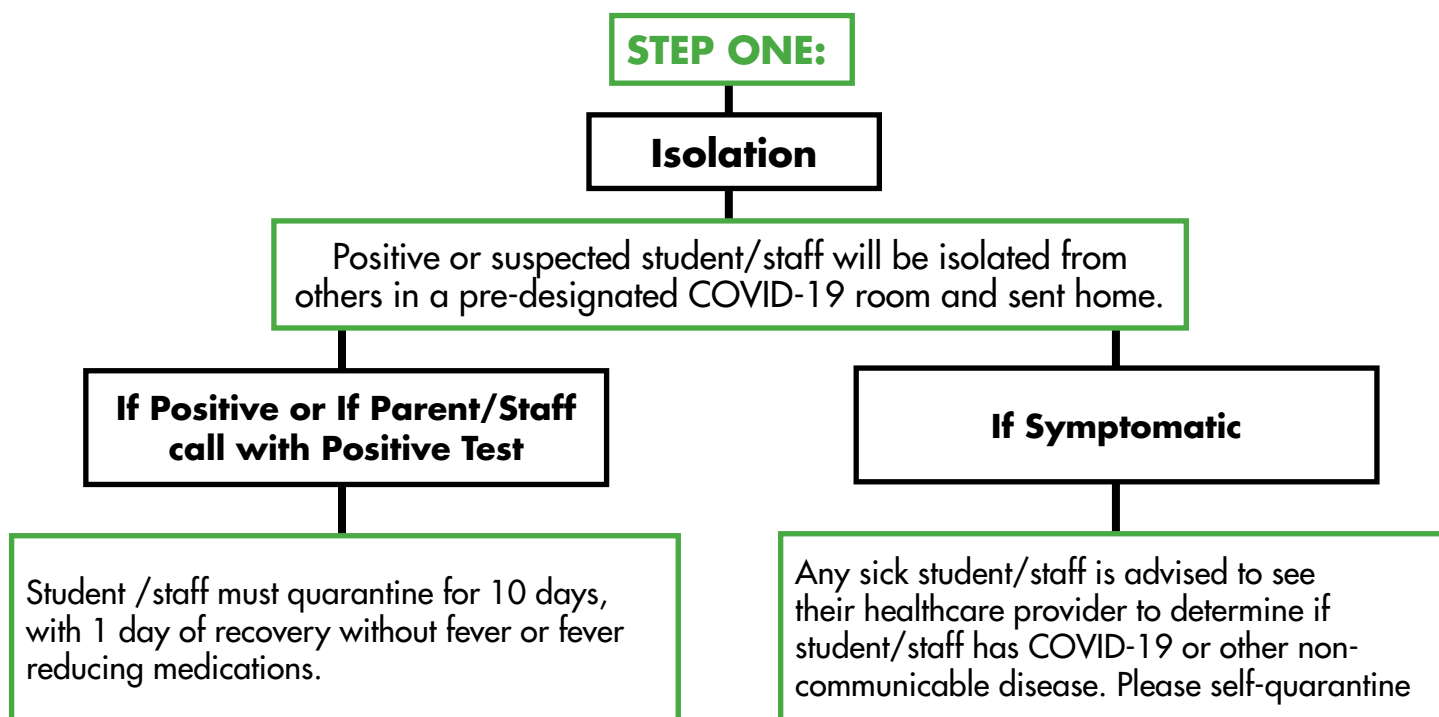 STEP ONE:
Isolation
Positive or suspected student/staff will be isolated from
others in a pre-designated COVID-19 room and sent home.
If Positive or If Parent/Staff
call with Positive Test
Student /staff must quarantine for 10 days,
with 1 day of recovery without fever or fever
reducing medications.
If Symptomatic
Any sick student/staff is advised to see
their healthcare provider to determine if
student/staff has COVID-19 or other non-
communicable disease. Please self-quarantine